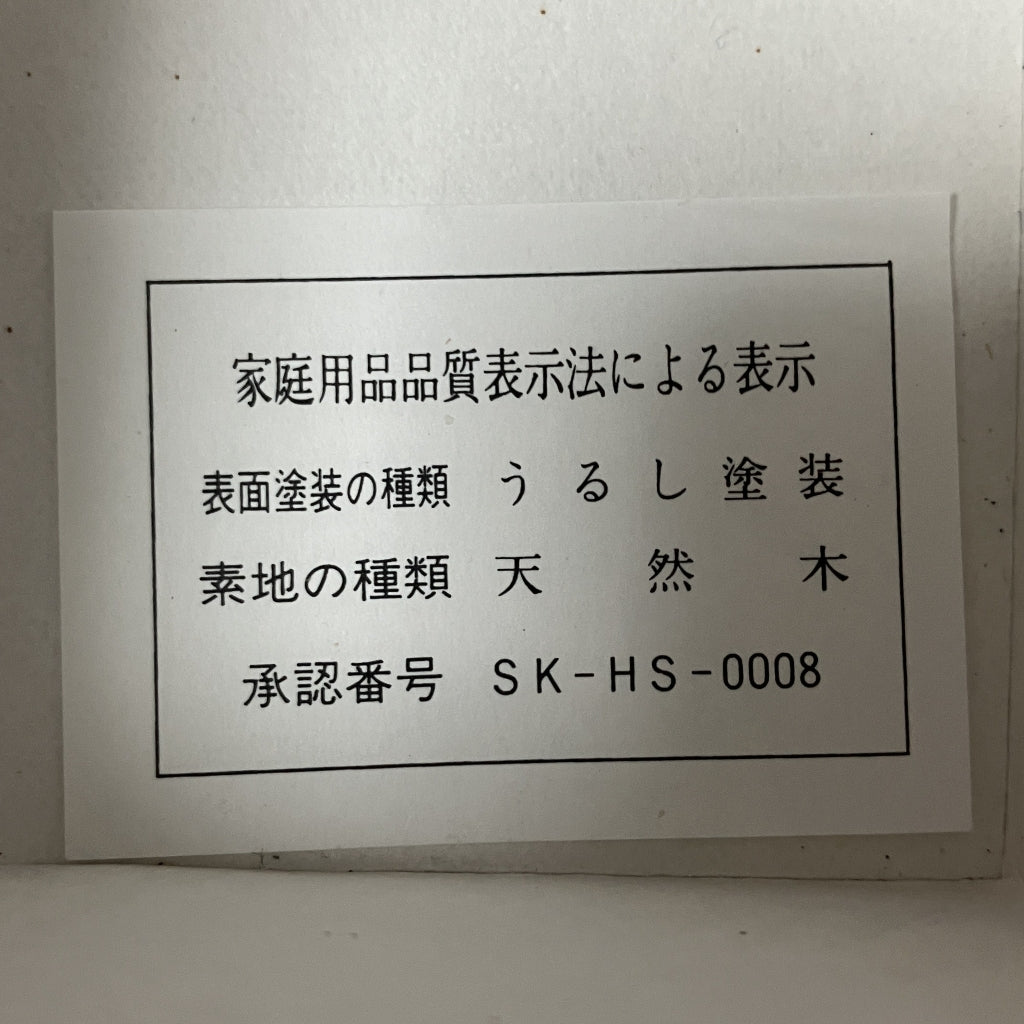 家庭用品品質表示法による表示
表面塗装の種類 うるし塗装
素地の種類 天然木
承認番号 SK-HS-0008